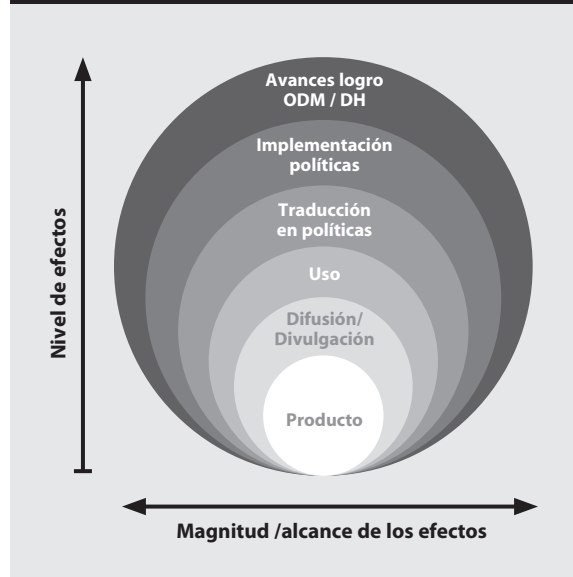 Avances logro
ODM / DH
Implementación
políticas
Traducción
en políticas
Uso
Difusión/
Divulgación
Producto
Nivel de efectos
Magnitud /alcance de los efectos